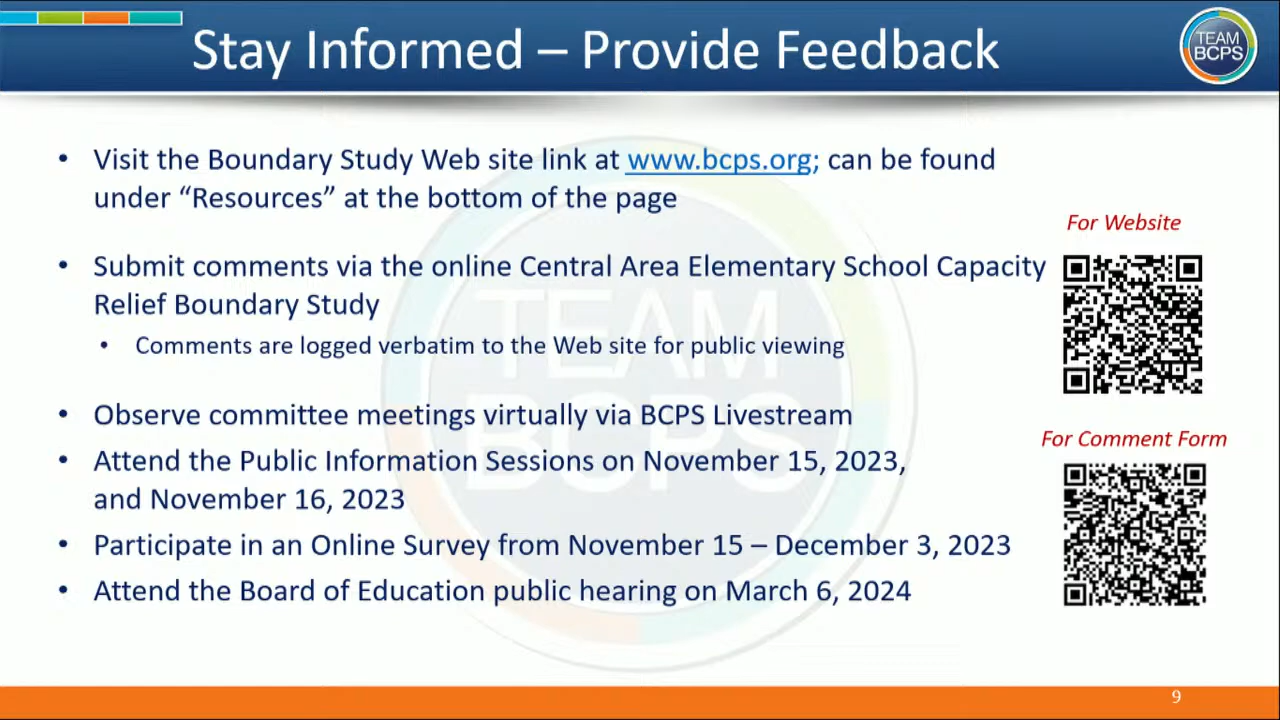 Stay Informed – Provide Feedback
TEAM
BCPS
• Visit the Boundary Study Web site link at www.bcps.org; can be found
under “Resources” at the bottom of the page
For Website
• Submit comments via the online Central Area Elementary School Capacity
Relief Boundary Study
• Comments are logged verbatim to the Web site for public viewing
• Observe committee meetings virtually via BCPS Livestream
For Comment Form
• Attend the Public Information Sessions on November 15, 2023,
and November 16, 2023
• Participate in an Online Survey from November 15 – December 3, 2023
• Attend the Board of Education public hearing on March 6, 2024
TEAM
BCPS
9